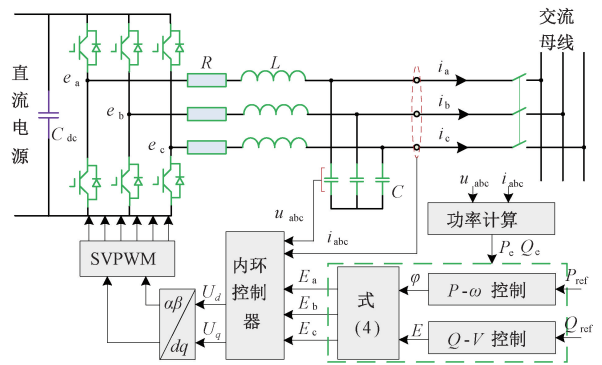 交流
母线
直流电源
C dc
e a
e b
e c
R
L
i a
i b
i c
C
u abc
i abc
u abc
i abc
功率计算
P e Q e
SVPWM
αβ
dq
U d
U q
内环
控制
器
E a
E b
E c
式
(4)
φ
E
P-ω 控制
Q-V 控制
P ref
Q ref